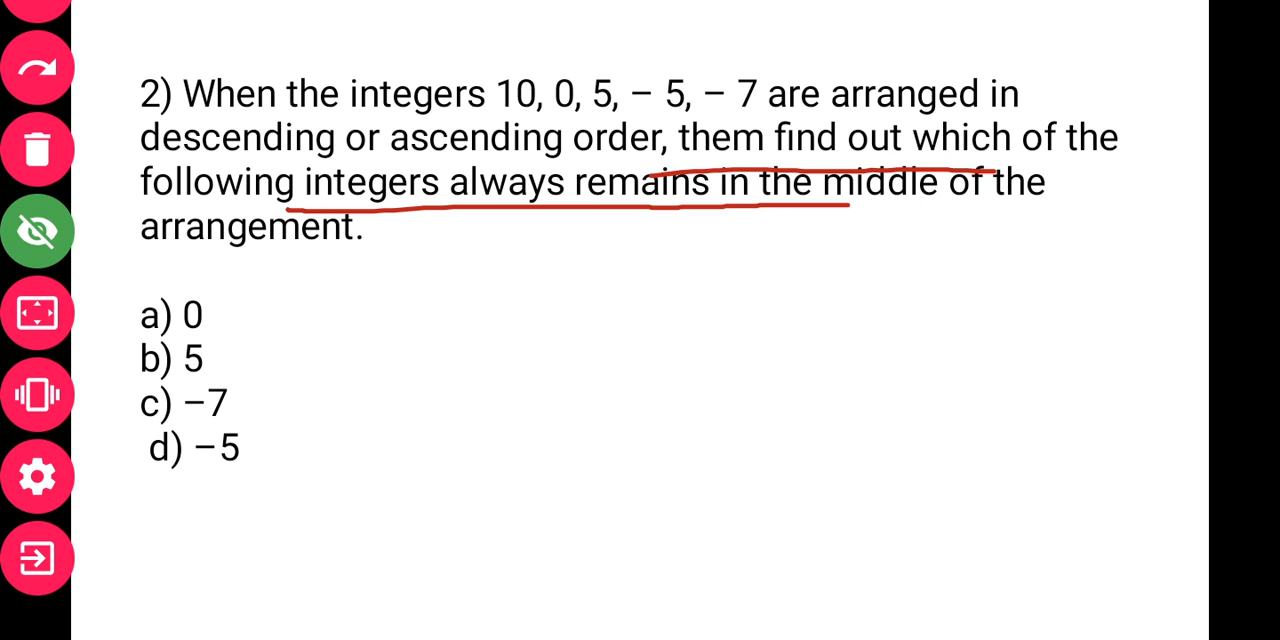 2) When the integers 10, 0, 5, – 5, – 7 are arranged in
descending or ascending order, them find out which of the
following integers always remains in the middle of the
arrangement.
a) 0
b) 5
c) –7
d) –5